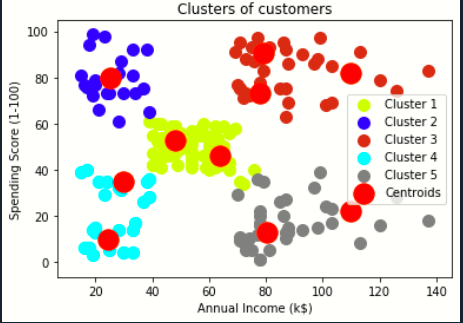 Clusters of customers
100
80
60
40
20
0
Spending Score (1-100)
Cluster 1
Cluster 2
Cluster 3
Cluster 4
Cluster 5
Centroids
20 40 60 80 100 120 140
Annual Income (k$)